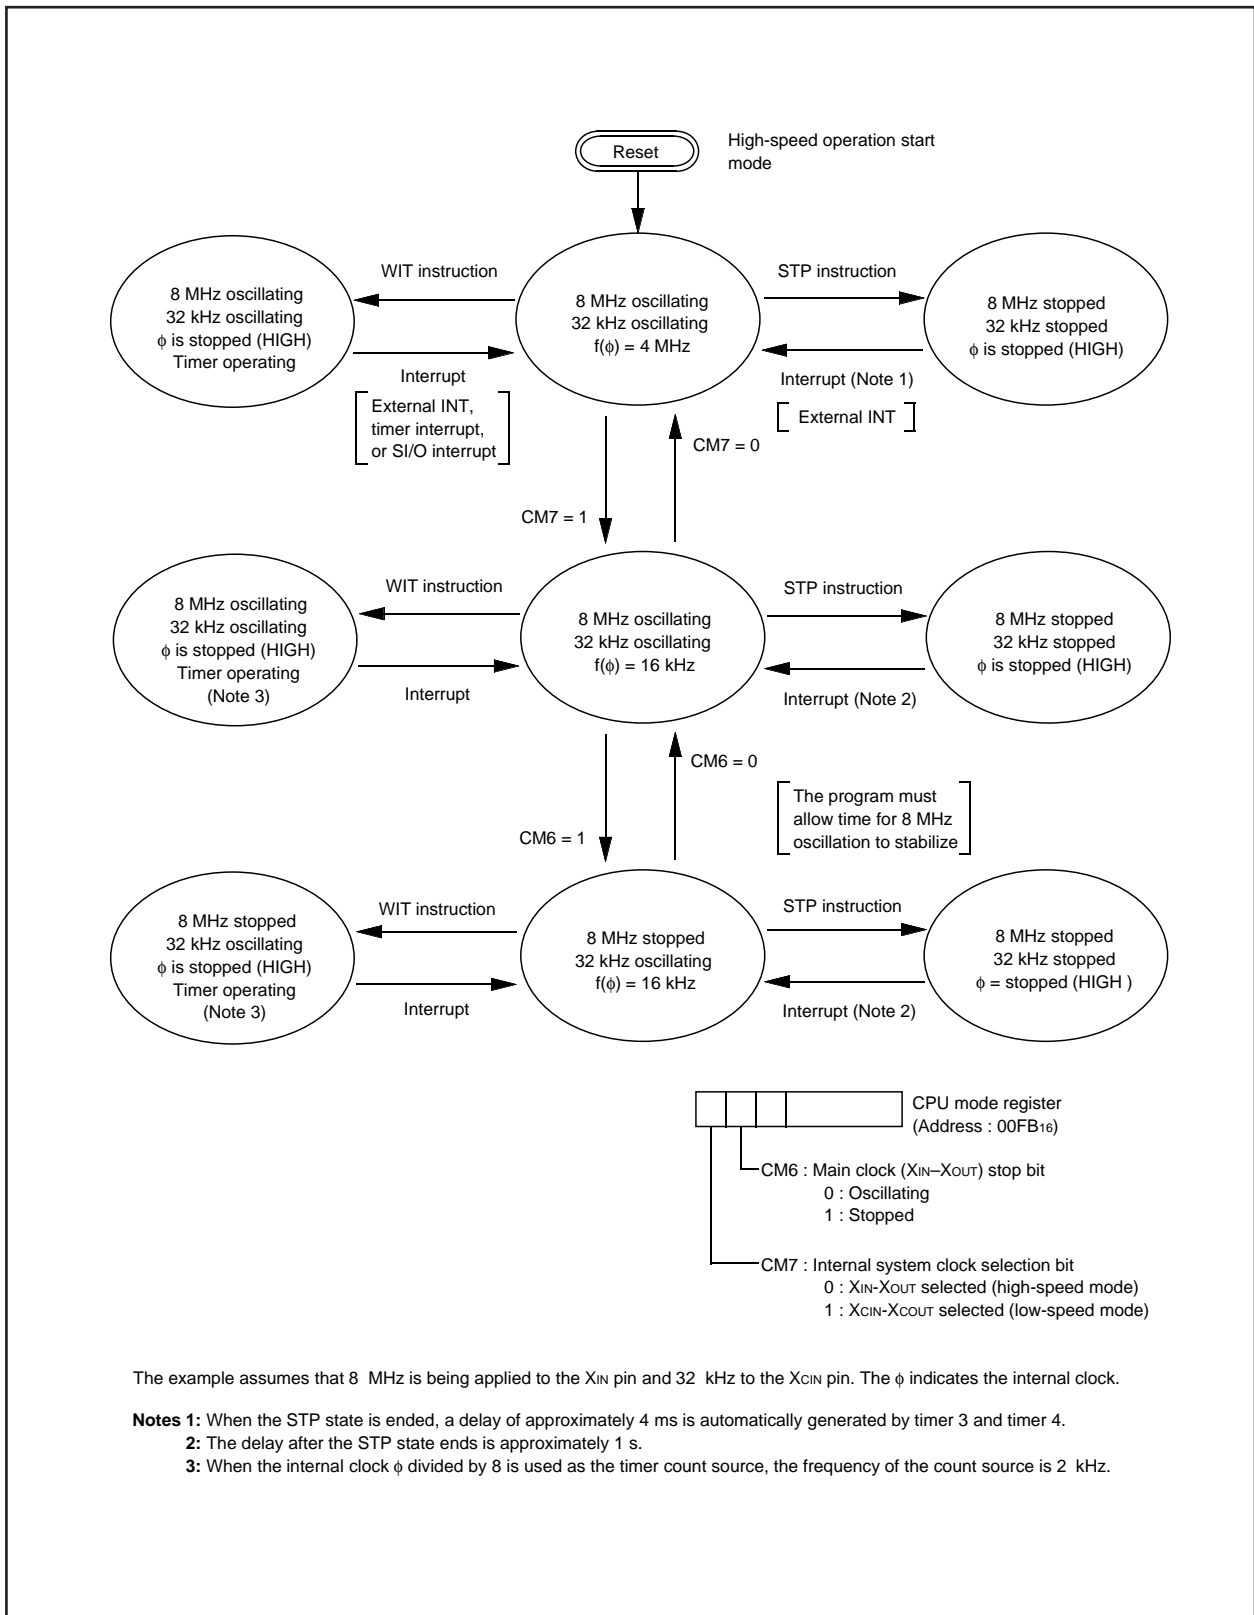 Reset
High-speed operation start
mode
8 MHz oscillating
32 kHz oscillating
ϕ is stopped (HIGH)
Timer operating
WIT instruction
Interrupt
External INT,
timer interrupt,
or SI/O interrupt
8 MHz oscillating
32 kHz oscillating
f(ϕ) = 4 MHz
STP instruction
Interrupt (Note 1)
External INT
8 MHz stopped
32 kHz stopped
ϕ is stopped (HIGH)
CM7 = 1
CM7 = 0
8 MHz oscillating
32 kHz oscillating
ϕ is stopped (HIGH)
Timer operating
(Note 3)
WIT instruction
Interrupt
8 MHz oscillating
32 kHz oscillating
f(ϕ) = 16 kHz
STP instruction
Interrupt (Note 2)
8 MHz stopped
32 kHz stopped
ϕ is stopped (HIGH)
CM6 = 1
CM6 = 0
The program must
allow time for 8 MHz
oscillation to stabilize
8 MHz stopped
32 kHz oscillating
ϕ is stopped (HIGH)
Timer operating
(Note 3)
WIT instruction
Interrupt
8 MHz stopped
32 kHz oscillating
f(ϕ) = 16 kHz
STP instruction
Interrupt (Note 2)
8 MHz stopped
32 kHz stopped
ϕ = stopped (HIGH )
CPU mode register
(Address : 00FB16)
CM6 : Main clock (XIN–XOUT) stop bit
0 : Oscillating
1 : Stopped
CM7 : Internal system clock selection bit
0 : XIN-XOUT selected (high-speed mode)
1 : XCIN-XCOUT selected (low-speed mode)
The example assumes that 8 MHz is being applied to the XIN pin and 32 kHz to the XCIN pin. The ϕ indicates the internal clock.
Notes 1: When the STP state is ended, a delay of approximately 4 ms is automatically generated by timer 3 and timer 4.
2: The delay after the STP state ends is approximately 1 s.
3: When the internal clock ϕ divided by 8 is used as the timer count source, the frequency of the count source is 2 kHz.